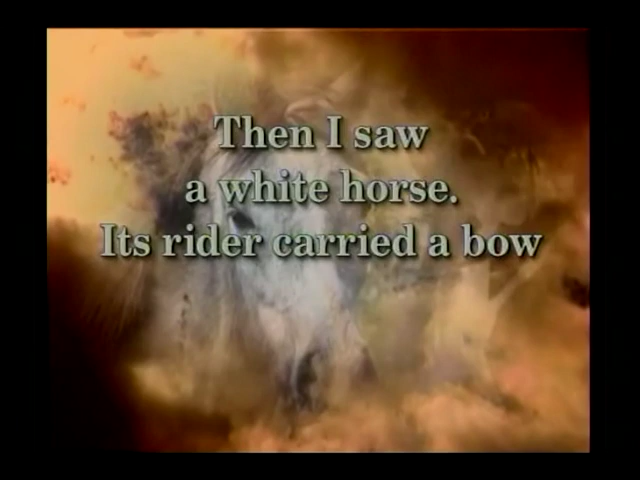 Then I saw
a white horse.
Its rider carried a bow